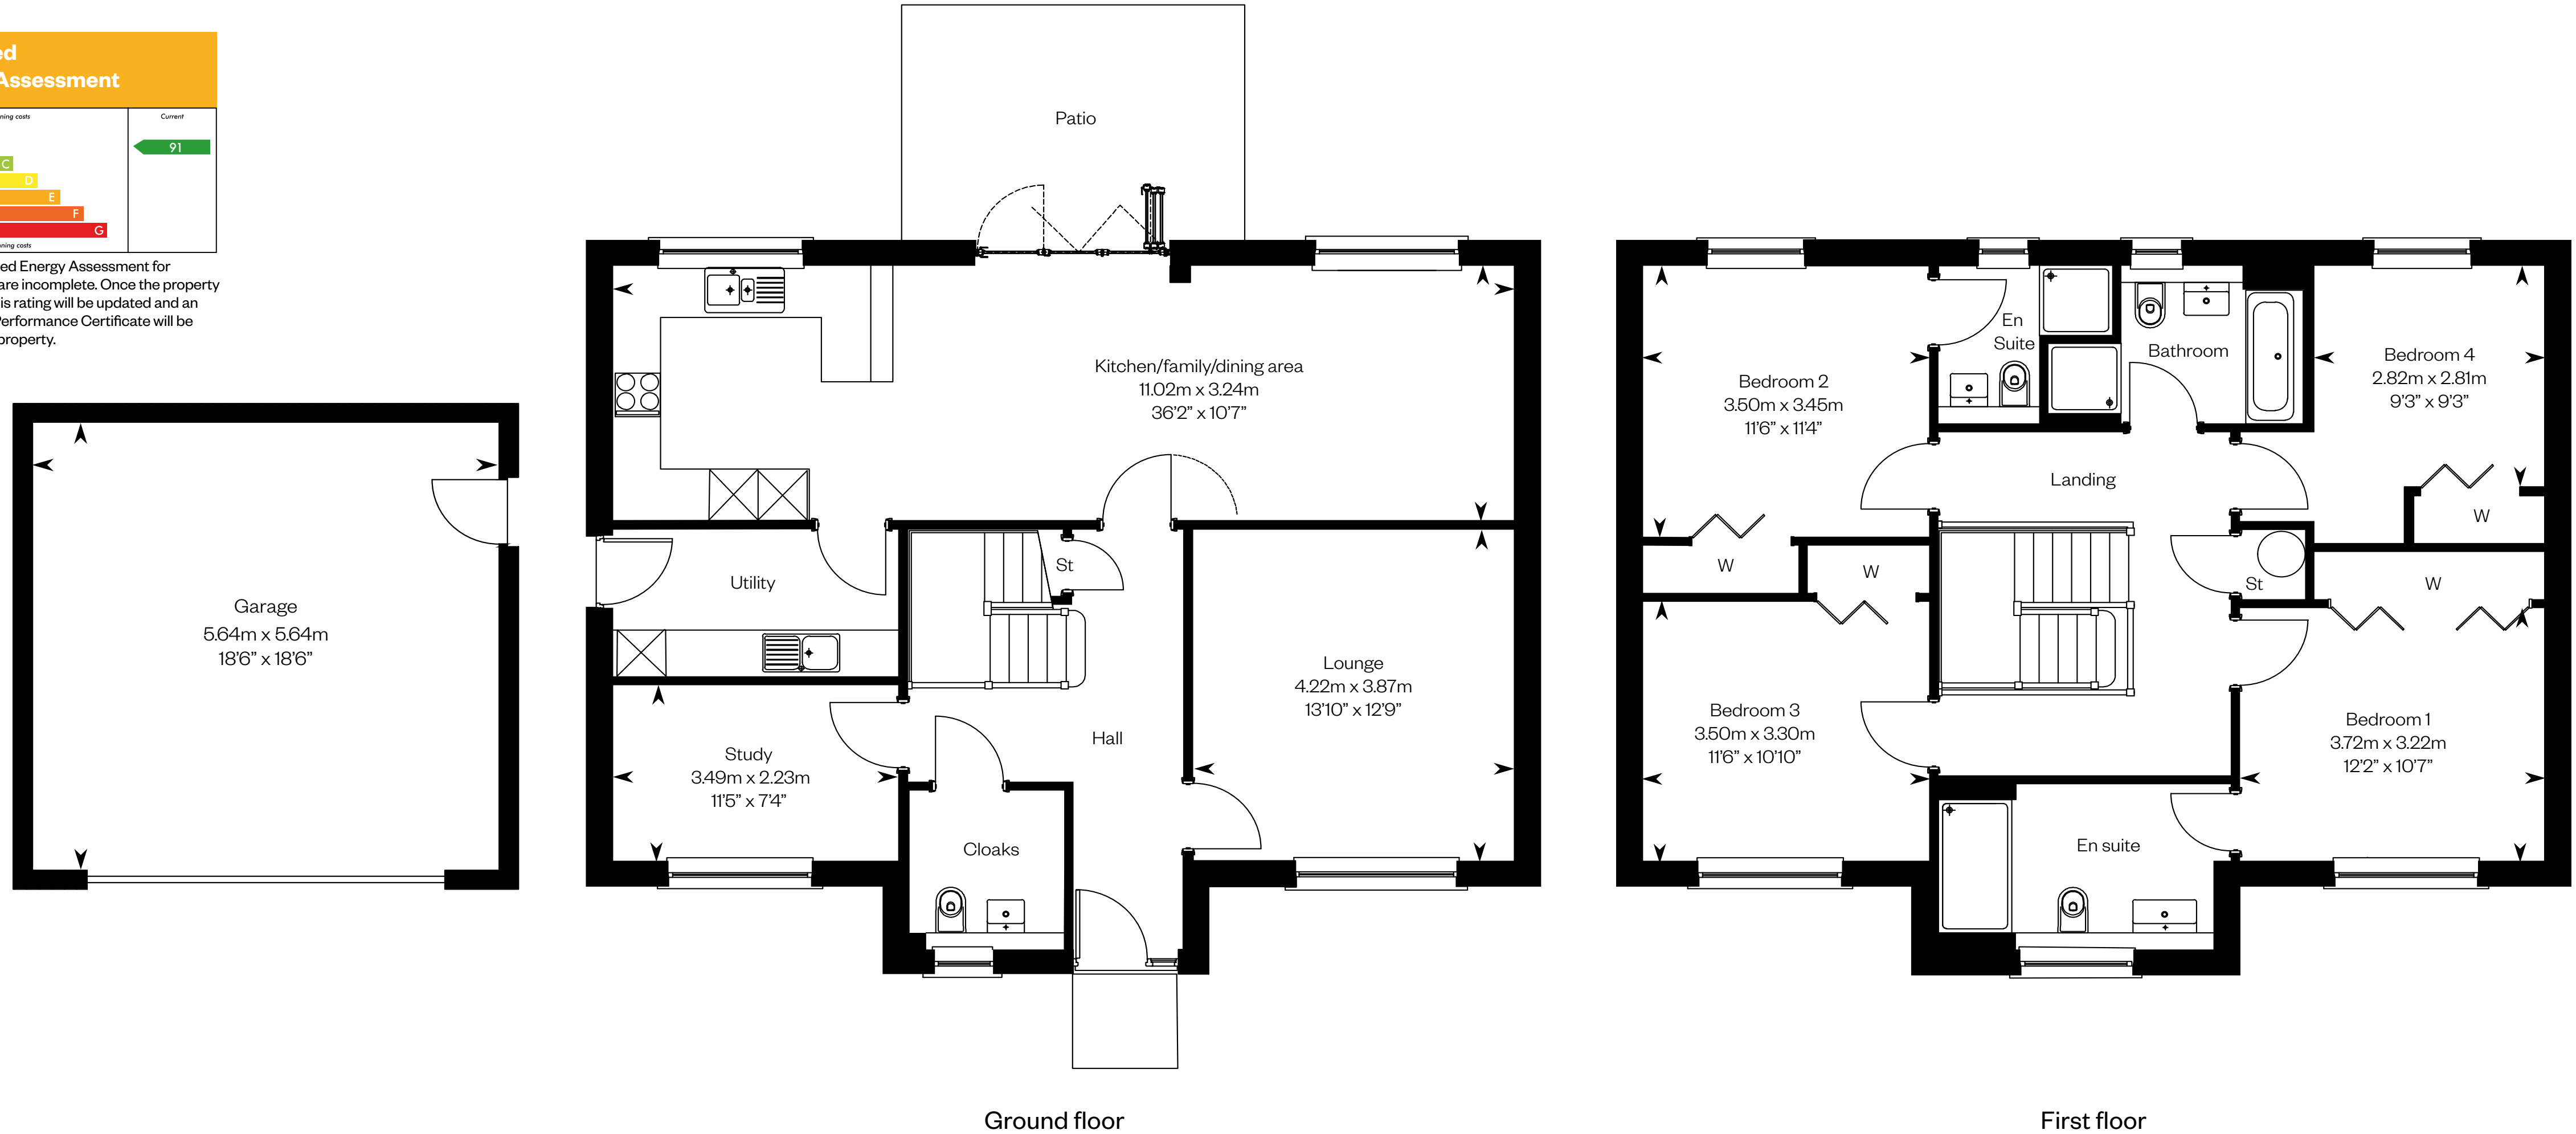 Assessment
Current
91
C
D
E
F
G
costs
Energy Assessment for
are incomplete. Once the property
is rating will be updated and an
Performance Certificate will be
property.
Garage
5.64m x 5.64m
18'6" x 18'6"
Patio
Kitchen/family/dining area
11.02m x 3.24m
36'2" x 10'7"
Utility
St
Study
3.49m x 2.23m
11'5" x 7'4"
Hall
Cloaks
Lounge
4.22m x 3.87m
13'10" x 12'9"
Ground floor
Bedroom 2
3.50m x 3.45m
11'6" x 11'4"
En
Suite
Bathroom
Bedroom 4
2.82m x 2.81m
9'3" x 9'3"
Landing
W
W
W
St
W
Bedroom 3
3.50m x 3.30m
11'6" x 10'10"
Bedroom 1
3.72m x 3.22m
12'2" x 10'7"
En suite
First floor